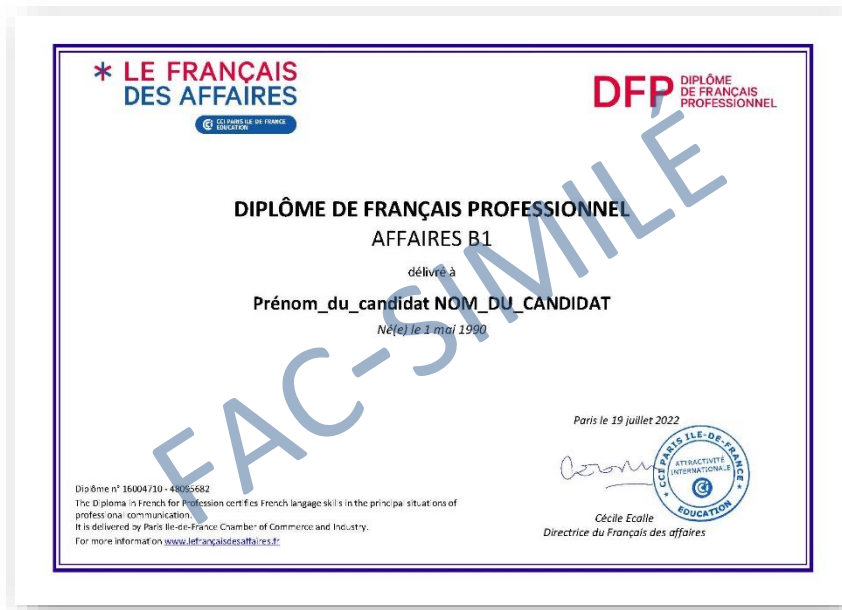 * LE FRANÇAIS
DES AFFAIRES
CCI PARIS ILE-DE-FRANCE
EDUCATION
DFP DIPLÔME
DE FRANÇAIS
PROFESSIONNEL
DIPLÔME DE FRANÇAIS PROFESSIONNEL
AFFAIRES B1
délivré à
Prénom_du_candidat NOM_DU_CANDIDAT
Né(e) le 1 mai 1990
FAC-SIMILÉ
Paris le 19 juillet 2022
CCI PARIS ILE-DE-FRANCE
ATTRACTIVITÉ
INTERNATIONALE
EDUCATION
Cécile Ecalle
Directrice du Français des affaires
Diplôme n° 16004710 - 48095682
The Diploma in French for Profession certifies French langage skills in the principal situations of
professional communication.
It is delivered by Paris Ile-de-France Chamber of Commerce and Industry.
For more information www.lefrançaisdesaffaires.fr